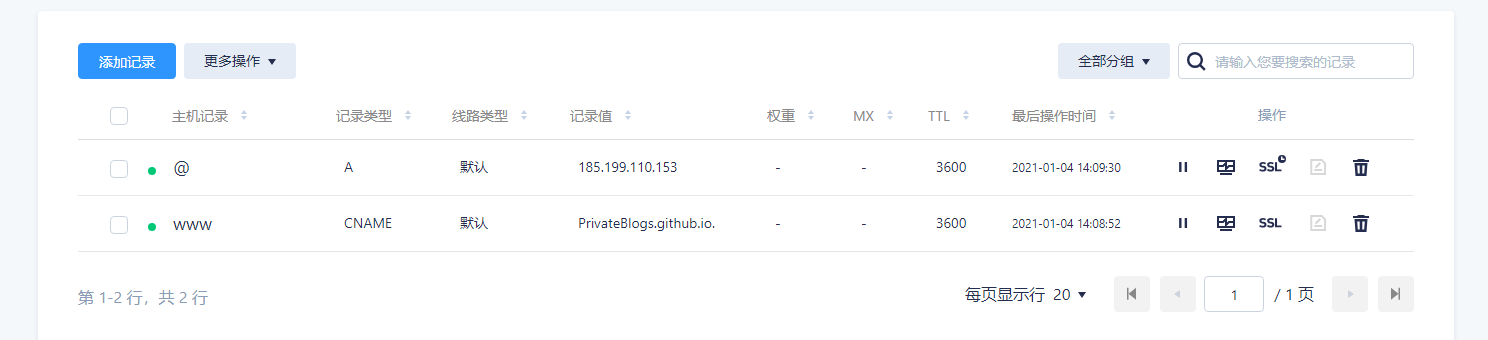 添加记录 更多操作 全部分组 请输入您要搜索的记录
主机记录 记录类型 线路类型 记录值 权重 MX TTL 最后操作时间 操作
@ A 默认 185.199.110.153 - - 3600 2021-01-04 14:09:30 SSL
www CNAME 默认 PrivateBlogs.github.io. - - 3600 2021-01-04 14:08:52 SSL
第 1-2 行，共 2 行 每页显示行 20 1 / 1 页